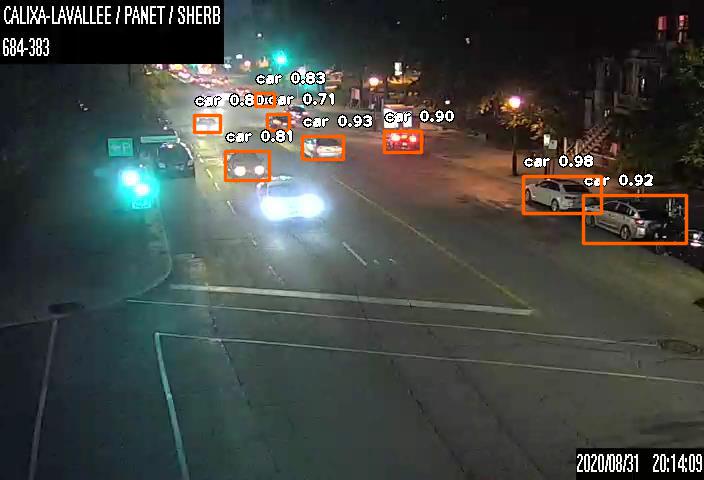 CALIXA-LAVALLEE / PANET / SHERB
684-383
car 0.83
car 0.71
car 0.90
car 0.93
car 0.81
car 0.98
car 0.92
2020/08/31 20:14:09